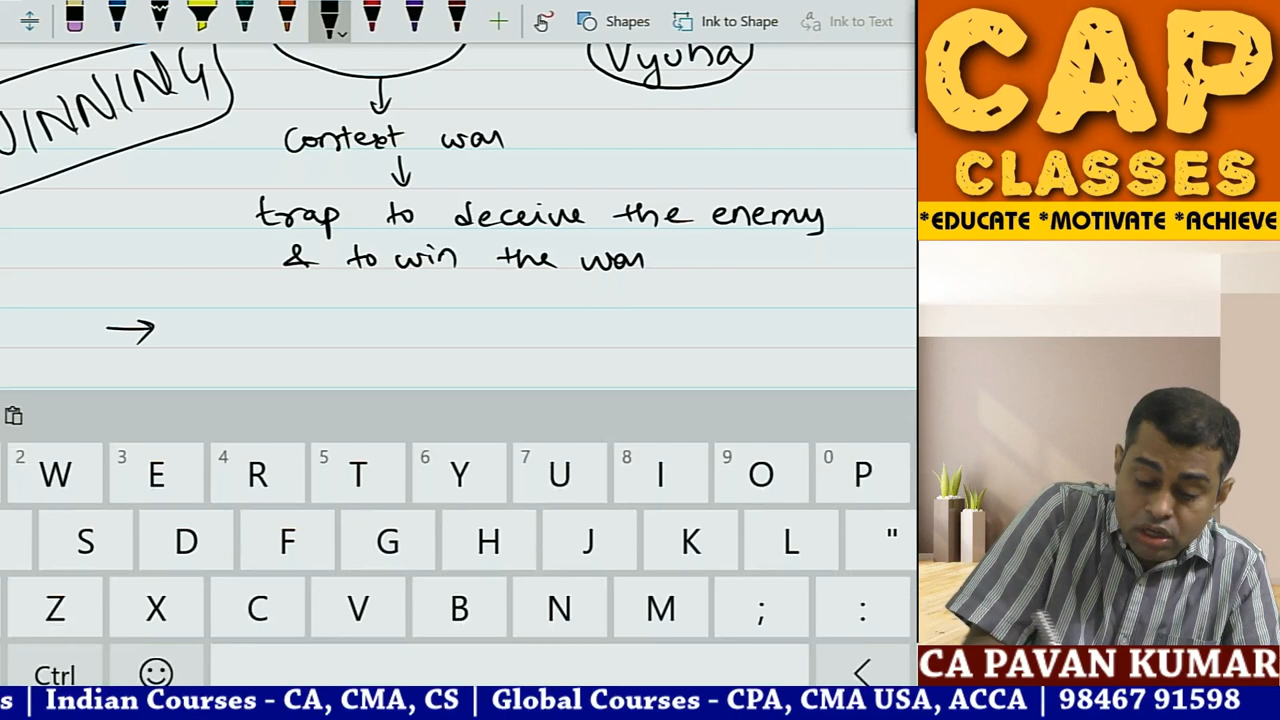 Shapes
Ink to Shape
Ink to Text
Vyuha
WINNING
Context war
trap to deceive the enemy
& to win the war
→
2 W 3 E 4 R 5 T 6 Y 7 U 8 I 9 O 0 P
S D F G H J K L "
Z X C V B N M ; :
Ctrl
CAP
CLASSES
*EDUCATE *MOTIVATE *ACHIEVE
CA PAVAN KUMAR
s | Indian Courses - CA, CMA, CS | Global Courses - CPA, CMA USA, ACCA | 98467 91598